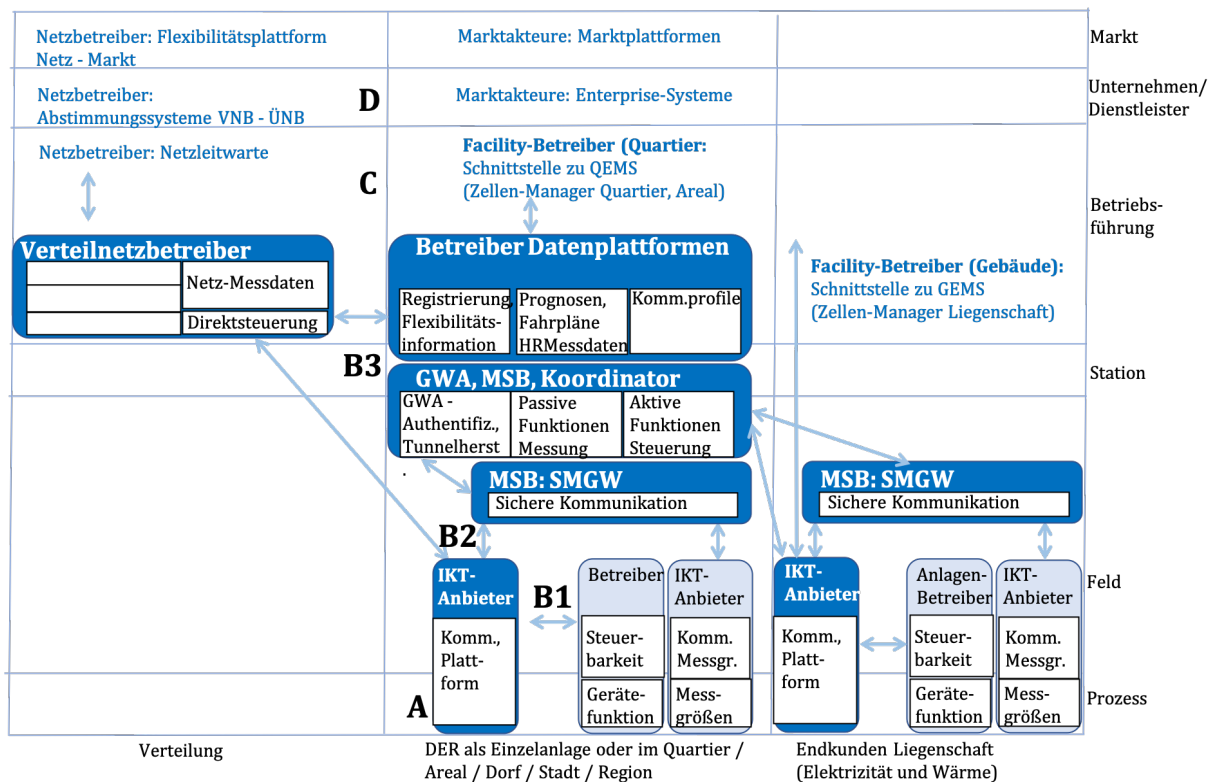 Netzbetreiber: Flexibilitätsplattform
Netz - Markt
Marktakteure: Marktplattformen
Markt
Netzbetreiber:
Abstimmungssysteme VNB - ÜNB
D
Marktakteure: Enterprise-Systeme
Unternehmen/
Dienstleister
Netzbetreiber: Netzleitwarte
C
Facility-Betreiber (Quartier:
Schnittstelle zu QEMS
(Zellen-Manager Quartier, Areal)
Betriebs-
führung
Verteilnetzbetreiber
Netz-Messdaten
Direktsteuerung
Betreiber Datenplattformen
Registrierung,
Flexibilitäts-
information
Prognosen,
Fahrpläne
HRMessdaten
Komm.profile
Facility-Betreiber (Gebäude):
Schnittstelle zu GEMS
(Zellen-Manager Liegenschaft)
B3
Station
GWA, MSB, Koordinator
GWA -
Authentifiz.,
Tunnelherst
.
Passive
Funktionen
Messung
Aktive
Funktionen
Steuerung
MSB: SMGW
Sichere Kommunikation
MSB: SMGW
Sichere Kommunikation
B2
IKT-
Anbieter
Komm.,
Platt-
form
B1
Betreiber
Steuer-
barkeit
Geräte-
funktion
IKT-
Anbieter
Komm.
Messgr.
Mess-
größen
IKT-
Anbieter
Komm.,
Platt-
form
Anlagen-
Betreiber
Steuer-
barkeit
Geräte-
funktion
IKT-
Anbieter
Komm.
Messgr.
Mess-
größen
Feld
A
Prozess
Verteilung
DER als Einzelanlage oder im Quartier /
Areal / Dorf / Stadt / Region
Endkunden Liegenschaft
(Elektrizität und Wärme)